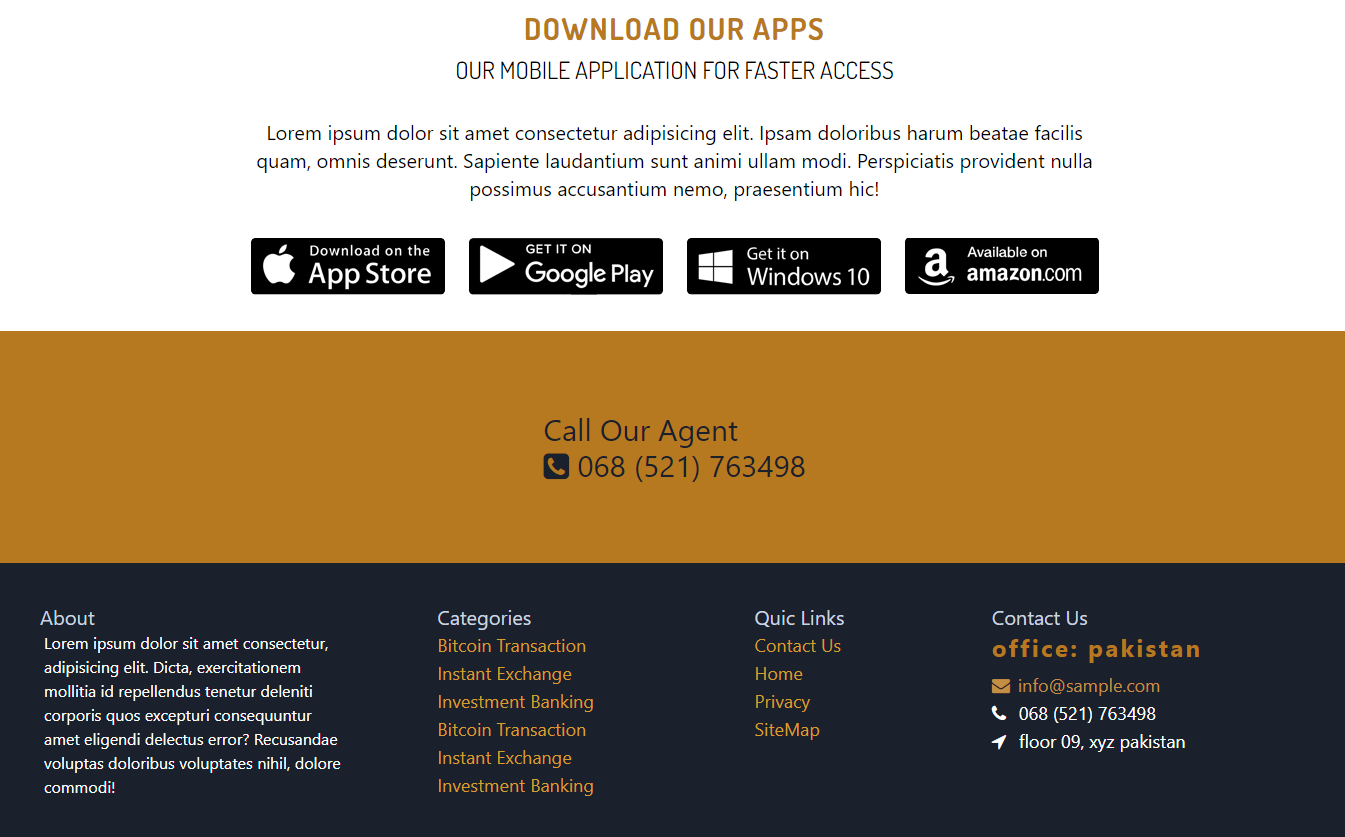 DOWNLOAD OUR APPS
OUR MOBILE APPLICATION FOR FASTER ACCESS
Lorem ipsum dolor sit amet consectetur adipisicing elit. Ipsam doloribus harum beatae facilis
quam, omnis deserunt. Sapiente laudantium sunt animi ullam modi. Perspiciatis provident nulla
possimus accusantium nemo, praesentium hic!
Download on the
App Store
GET IT ON
Google Play
Get it on
Windows 10
Available on
amazon.com
Call Our Agent
068 (521) 763498
About
Lorem ipsum dolor sit amet consectetur,
adipisicing elit. Dicta, exercitationem
mollitia id repellendus tenetur deleniti
corporis quos excepturi consequuntur
amet eligendi delectus error? Recusandae
voluptas doloribus voluptates nihil, dolore
commodi!
Categories
Bitcoin Transaction
Instant Exchange
Investment Banking
Bitcoin Transaction
Instant Exchange
Investment Banking
Quic Links
Contact Us
Home
Privacy
SiteMap
Contact Us
office: pakistan
info@sample.com
068 (521) 763498
floor 09, xyz pakistan